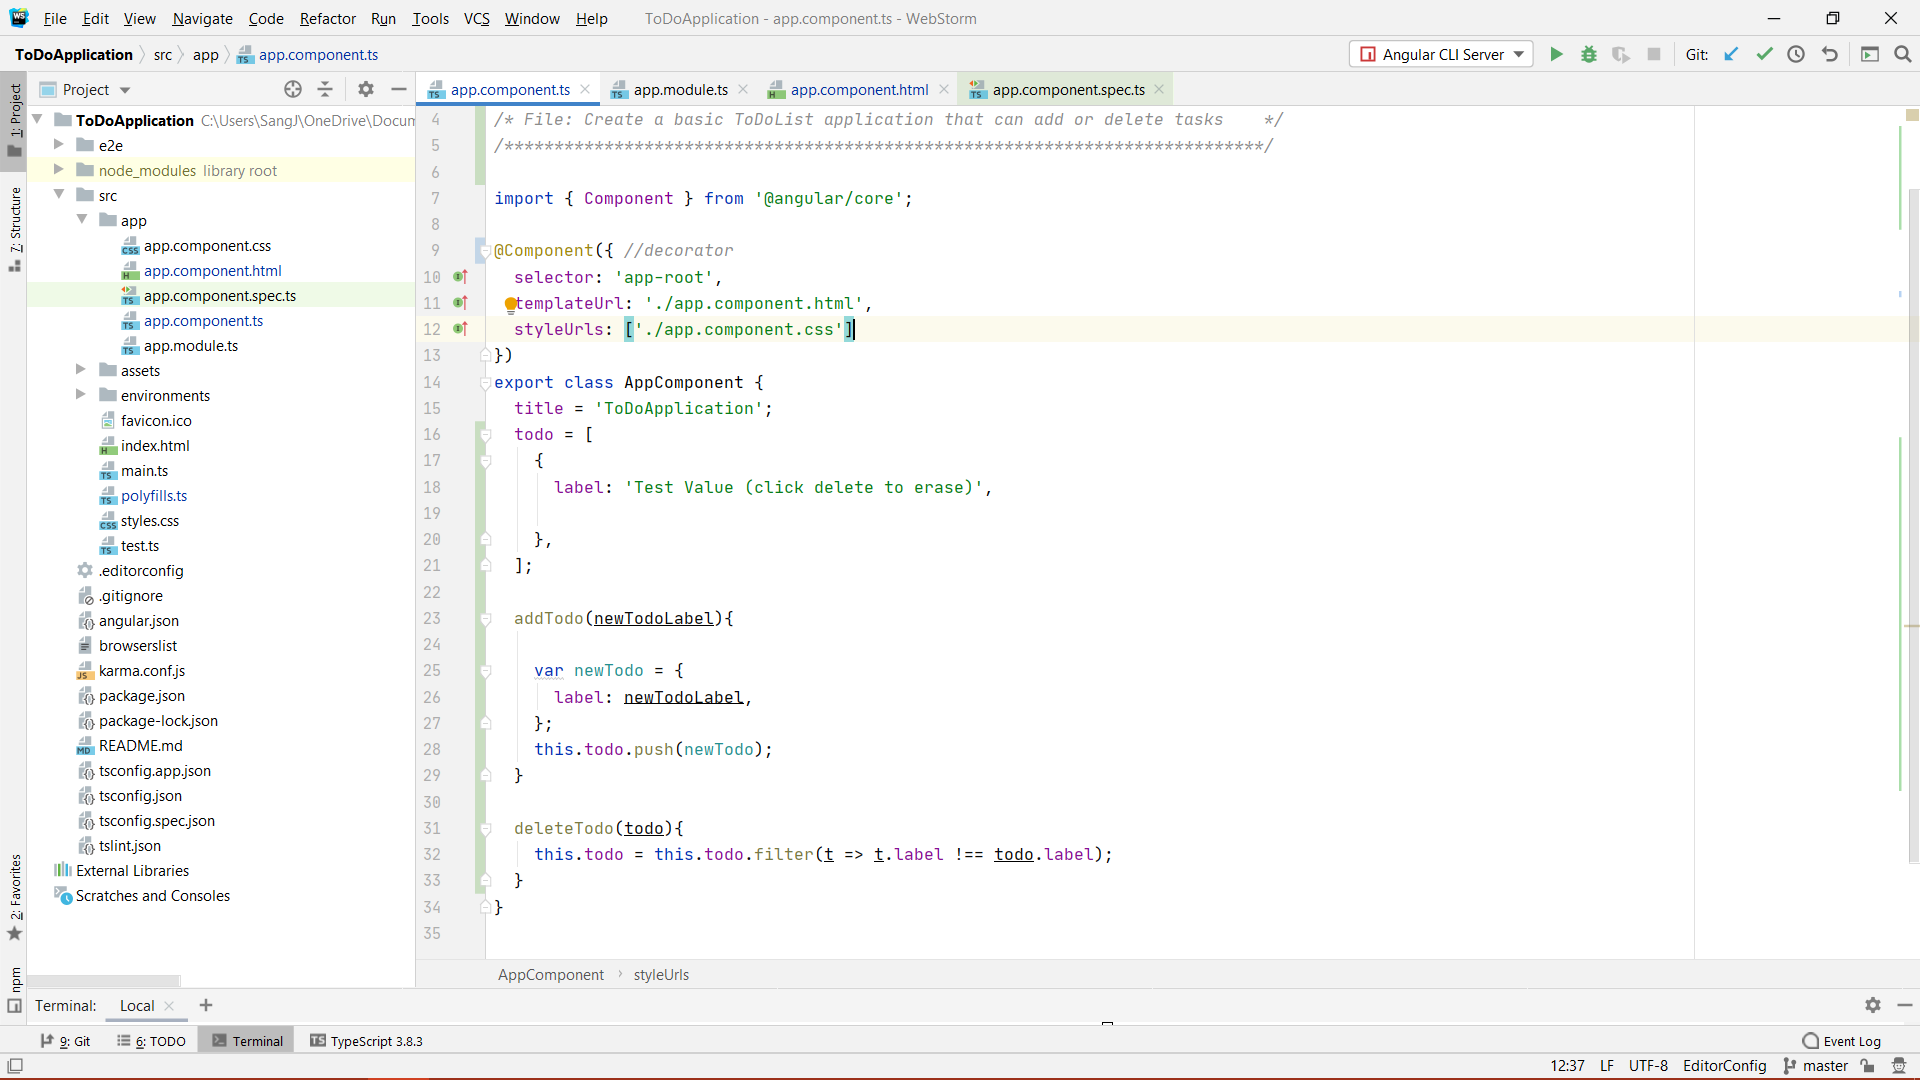 File Edit View Navigate Code Refactor Run Tools VCS Window Help ToDoApplication - app.component.ts - WebStorm
ToDoApplication src app app.component.ts Angular CLI Server Git:
1: Project
7: Structure
2: Favorites
npm
Project
ToDoApplication C:\Users\SangJ\OneDrive\Docum
e2e
node_modules library root
src
app
app.component.css
app.component.html
app.component.spec.ts
app.component.ts
app.module.ts
assets
environments
favicon.ico
index.html
main.ts
polyfills.ts
styles.css
test.ts
.editorconfig
.gitignore
angular.json
browserslist
karma.conf.js
package.json
package-lock.json
README.md
tsconfig.app.json
tsconfig.json
tsconfig.spec.json
tslint.json
External Libraries
Scratches and Consoles
app.component.ts app.module.ts app.component.html app.component.spec.ts
4 /* File: Create a basic ToDoList application that can add or delete tasks    */
5 /****************************************************************************/
6
7 import { Component } from '@angular/core';
8
9 @Component({ //decorator
10   selector: 'app-root',
11   templateUrl: './app.component.html',
12   styleUrls: ['./app.component.css']
13 })
14 export class AppComponent {
15   title = 'ToDoApplication';
16   todo = [
17     {
18       label: 'Test Value (click delete to erase)',
19
20     },
21   ];
22
23   addTodo(newTodoLabel){
24
25     var newTodo = {
26       label: newTodoLabel,
27     };
28     this.todo.push(newTodo);
29   }
30
31   deleteTodo(todo){
32     this.todo = this.todo.filter(t => t.label !== todo.label);
33   }
34 }
35
AppComponent › styleUrls
Terminal: Local
9: Git 6: TODO Terminal TypeScript 3.8.3 Event Log
12:37 LF UTF-8 EditorConfig master